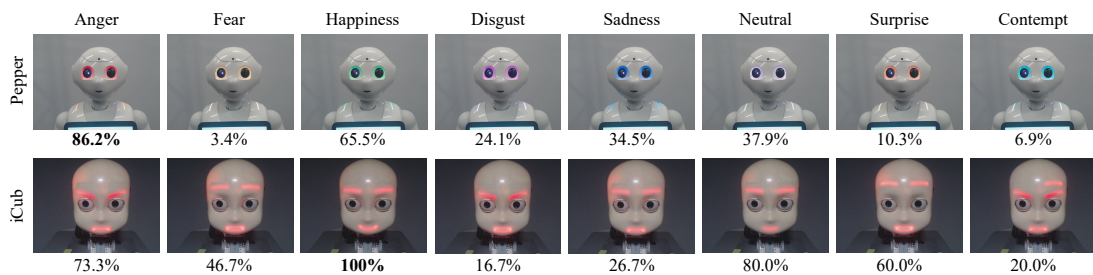 Anger Fear Happiness Disgust Sadness Neutral Surprise Contempt
Pepper
86.2% 3.4% 65.5% 24.1% 34.5% 37.9% 10.3% 6.9%
iCub
73.3% 46.7% 100% 16.7% 26.7% 80.0% 60.0% 20.0%